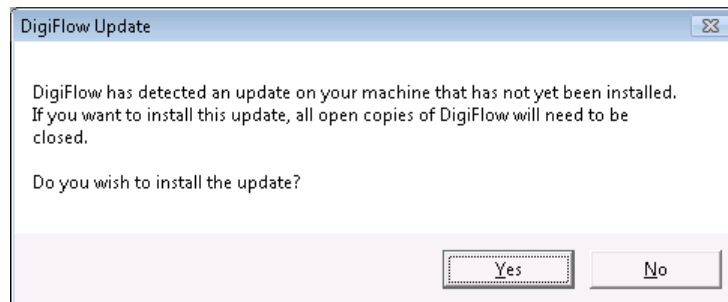 DigiFlow Update
DigiFlow has detected an update on your machine that has not yet been installed.
If you want to install this update, all open copies of DigiFlow will need to be
closed.
Do you wish to install the update?
Yes
No